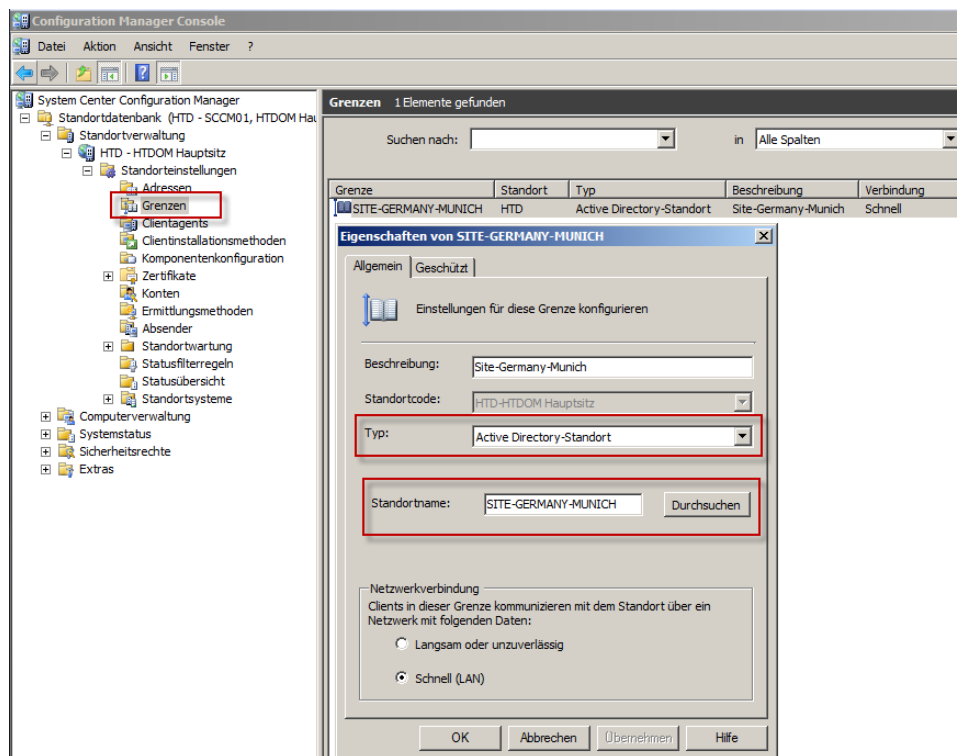 Configuration Manager Console
Datei Aktion Ansicht Fenster ?
System Center Configuration Manager
Standortdatenbank (HTD - SCCM01, HTDOM Hau
Standortverwaltung
HTD - HTDOM Hauptsitz
Standorteinstellungen
Adressen
Grenzen
Clientagents
Clientinstallationsmethoden
Komponentenkonfiguration
Zertifikate
Konten
Ermittlungsmethoden
Absender
Standortwartung
Statusfilterregeln
Statusübersicht
Standortsysteme
Computerverwaltung
Systemstatus
Sicherheitsrechte
Extras
Grenzen 1 Elemente gefunden
Suchen nach: in Alle Spalten
Grenze Standort Typ Beschreibung Verbindung
SITE-GERMANY-MUNICH HTD Active Directory-Standort Site-Germany-Munich Schnell
Eigenschaften von SITE-GERMANY-MUNICH
Allgemein Geschützt
Einstellungen für diese Grenze konfigurieren
Beschreibung: Site-Germany-Munich
Standortcode: HTD-HTDOM Hauptsitz
Typ: Active Directory-Standort
Standortname: SITE-GERMANY-MUNICH Durchsuchen
Netzwerkverbindung
Clients in dieser Grenze kommunizieren mit dem Standort über ein
Netzwerk mit folgenden Daten:
Langsam oder unzuverlässig
Schnell (LAN)
OK Abbrechen Übernehmen Hilfe